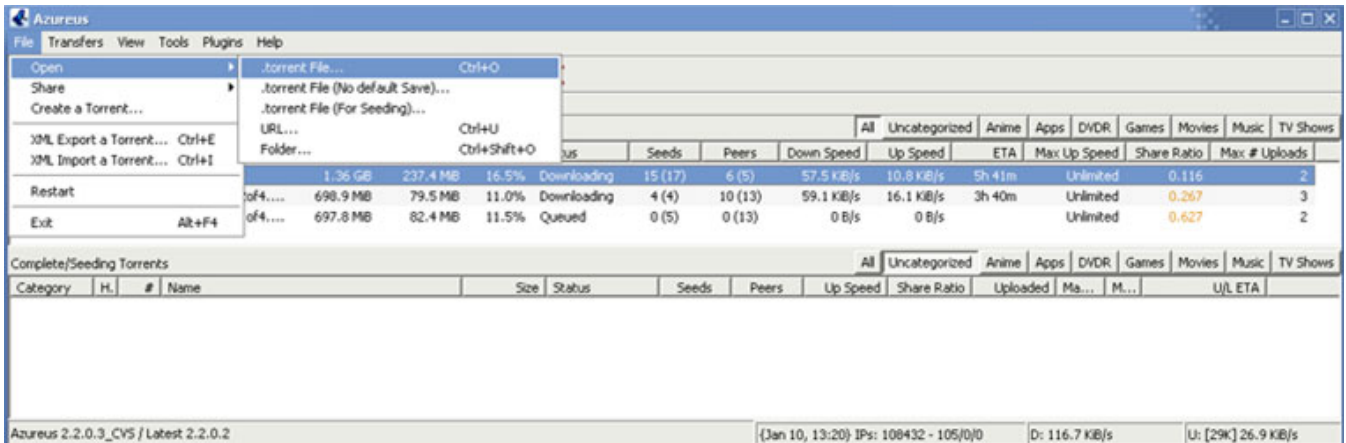 Azureus
File Transfers View Tools Plugins Help
Open
Share
Create a Torrent...
XML Export a Torrent... Ctrl+E
XML Import a Torrent... Ctrl+I
Restart
Exit Alt+F4
.torrent File... Ctrl+O
.torrent File (No default Save)...
.torrent File (For Seeding)...
URL... Ctrl+U
Folder... Ctrl+Shift+O
All Uncategorized Anime Apps DVDR Games Movies Music TV Shows
Seeds Peers Down Speed Up Speed ETA Max Up Speed Share Ratio Max # Uploads
1.36 GB 237.4 MB 16.5% Downloading 15 (17) 6 (5) 57.5 KiB/s 10.8 KiB/s 5h 41m Unlimited 0.116 2
of4.... 698.9 MB 79.5 MB 11.0% Downloading 4 (4) 10 (13) 59.1 KiB/s 16.1 KiB/s 3h 40m Unlimited 0.267 3
of4.... 697.8 MB 82.4 MB 11.5% Queued 0 (5) 0 (13) 0 B/s 0 B/s Unlimited 0.627 2
Complete/Seeding Torrents
All Uncategorized Anime Apps DVDR Games Movies Music TV Shows
Category H. # Name Size Status Seeds Peers Up Speed Share Ratio Uploaded Ma... M... U/L ETA
Azureus 2.2.0.3_CVS / Latest 2.2.0.2
{Jan 10, 13:20} IPs: 108432 - 105/0/0
D: 116.7 KiB/s
U: [29K] 26.9 KiB/s